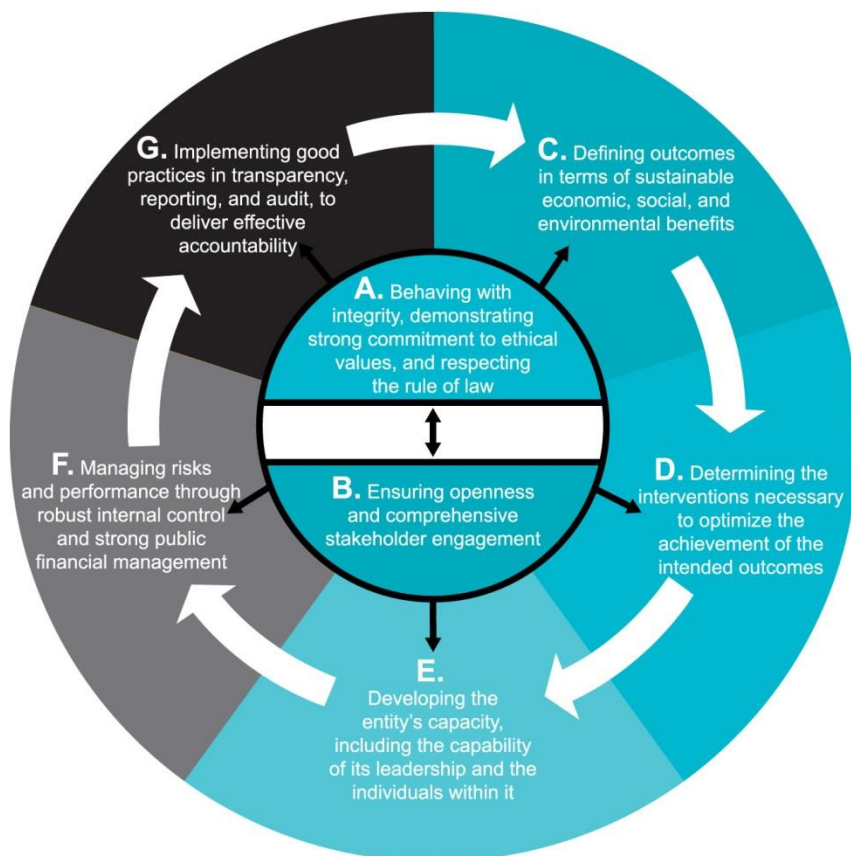 A. Behaving with
integrity, demonstrating
strong commitment to ethical
values, and respecting
the rule of law
B. Ensuring openness
and comprehensive
stakeholder engagement
C. Defining outcomes
in terms of sustainable
economic, social, and
environmental benefits
D. Determining the
interventions necessary
to optimize the
achievement of the
intended outcomes
E.
Developing the
entity's capacity,
including the capability
of its leadership and the
individuals within it
F. Managing risks
and performance through
robust internal control
and strong public
financial management
G. Implementing good
practices in transparency,
reporting, and audit, to
deliver effective
accountability